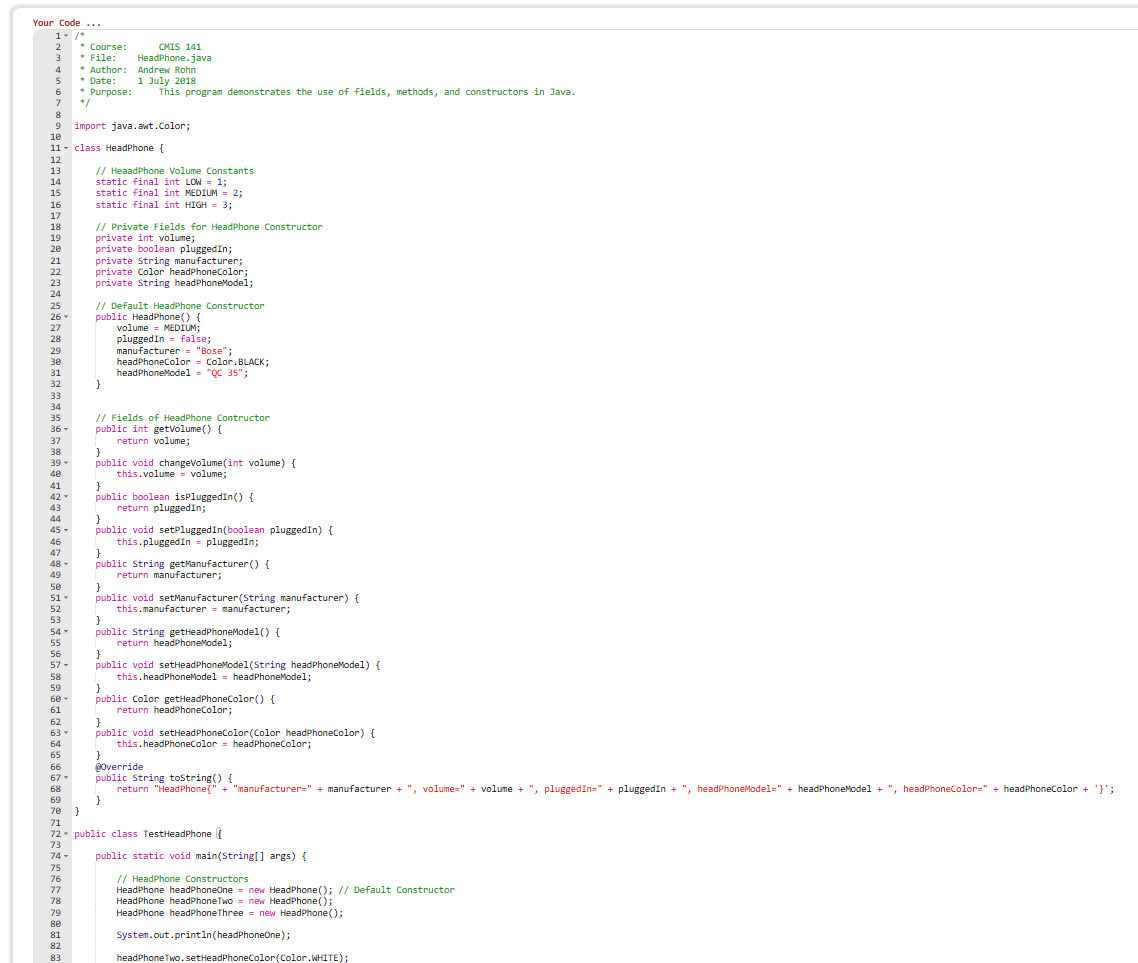 Your Code ...
1 /*
2 * Course: CMIS 141
3 * File: HeadPhone.java
4 * Author: Andrew Rohn
5 * Date: 1 July 2018
6 * Purpose: This program demonstrates the use of fields, methods, and constructors in Java.
7 */
8
9 import java.awt.Color;
10
11 class HeadPhone {
12
13 // HeaadPhone Volume Constants
14 static final int LOW = 1;
15 static final int MEDIUM = 2;
16 static final int HIGH = 3;
17
18 // Private Fields for HeadPhone Constructor
19 private int volume;
20 private boolean pluggedIn;
21 private String manufacturer;
22 private Color headPhoneColor;
23 private String headPhoneModel;
24
25 // Default HeadPhone Constructor
26 public HeadPhone() {
27 volume = MEDIUM;
28 pluggedIn = false;
29 manufacturer = "Bose";
30 headPhoneColor = Color.BLACK;
31 headPhoneModel = "QC 35";
32 }
33
34
35 // Fields of HeadPhone Contructor
36 public int getVolume() {
37 return volume;
38 }
39 public void changeVolume(int volume) {
40 this.volume = volume;
41 }
42 public boolean isPluggedIn() {
43 return pluggedIn;
44 }
45 public void setPluggedIn(boolean pluggedIn) {
46 this.pluggedIn = pluggedIn;
47 }
48 public String getManufacturer() {
49 return manufacturer;
50 }
51 public void setManufacturer(String manufacturer) {
52 this.manufacturer = manufacturer;
53 }
54 public String getHeadPhoneModel() {
55 return headPhoneModel;
56 }
57 public void setHeadPhoneModel(String headPhoneModel) {
58 this.headPhoneModel = headPhoneModel;
59 }
60 public Color getHeadPhoneColor() {
61 return headPhoneColor;
62 }
63 public void setHeadPhoneColor(Color headPhoneColor) {
64 this.headPhoneColor = headPhoneColor;
65 }
66 @Override
67 public String toString() {
68 return "HeadPhone{" + "manufacturer=" + manufacturer + ", volume=" + volume + ", pluggedIn=" + pluggedIn + ", headPhoneModel=" + headPhoneModel + ", headPhoneColor=" + headPhoneColor + '}';
69 }
70 }
71
72 public class TestHeadPhone {
73
74 public static void main(String[] args) {
75
76 // HeadPhone Constructors
77 HeadPhone headPhoneOne = new HeadPhone(); // Default Constructor
78 HeadPhone headPhoneTwo = new HeadPhone();
79 HeadPhone headPhoneThree = new HeadPhone();
80
81 System.out.println(headPhoneOne);
82
83 headPhoneTwo.setHeadPhoneColor(Color.WHITE);